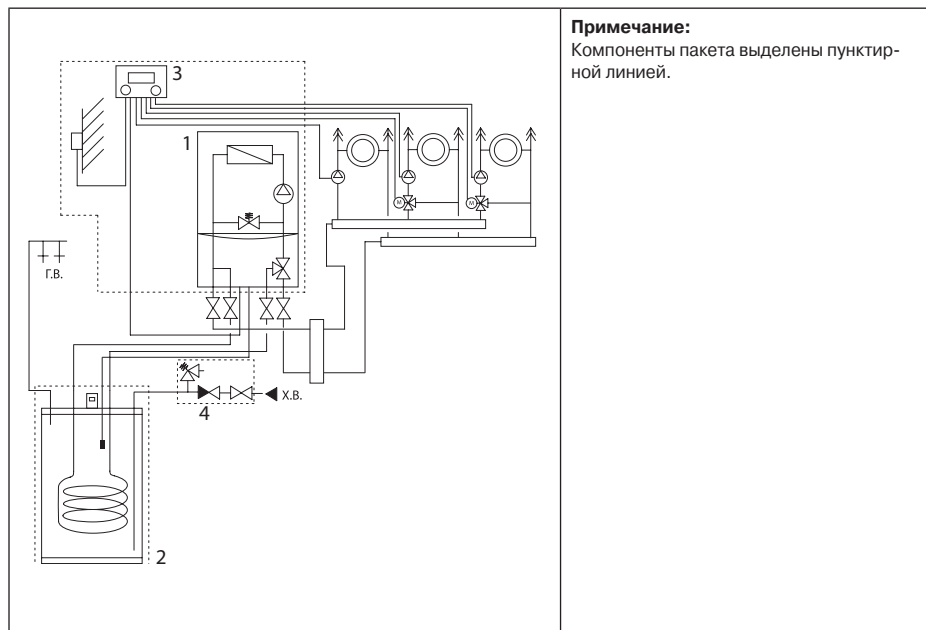 Примечание:
Компоненты пакета выделены пунктир-
ной линией.
3
1
М
М
Г.В.
Х.В.
4
2